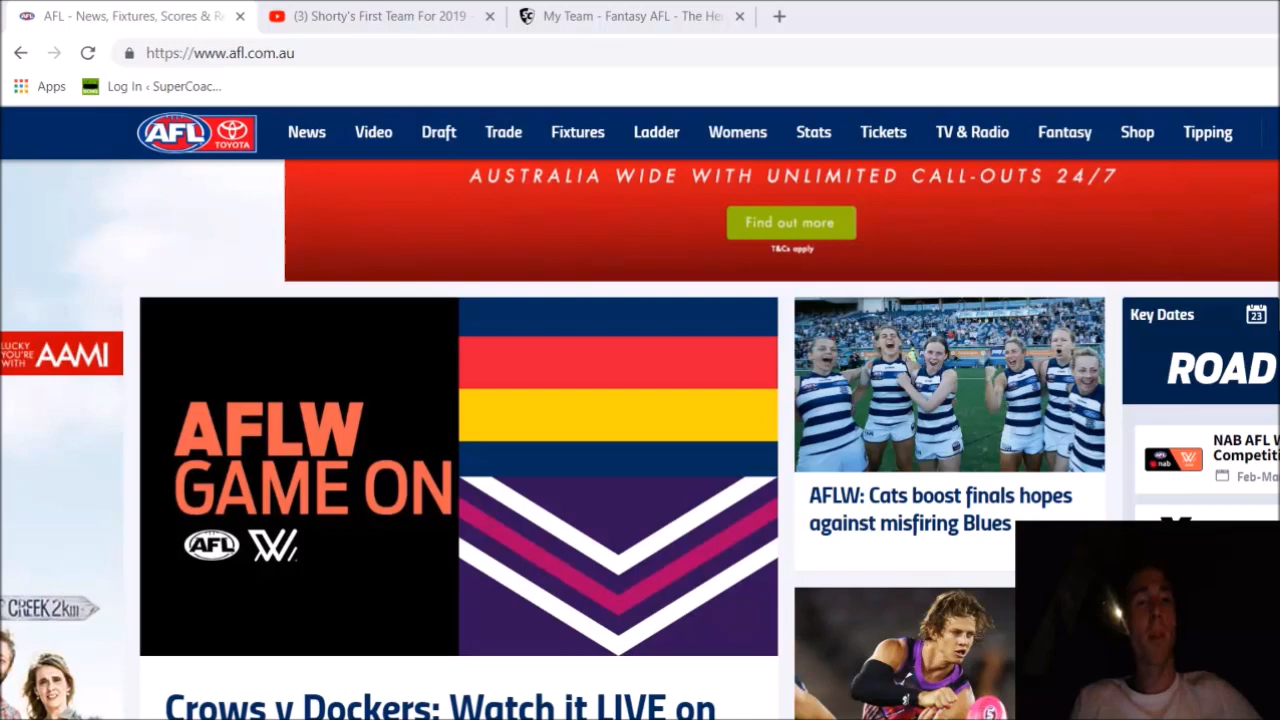 AFL - News, Fixtures, Scores & Re
(3) Shorty's First Team For 2019
My Team - Fantasy AFL - The He
https://www.afl.com.au
Apps
Log In ‹ SuperCoac...
AFL
TOYOTA
News
Video
Draft
Trade
Fixtures
Ladder
Womens
Stats
Tickets
TV & Radio
Fantasy
Shop
Tipping
AUSTRALIA WIDE WITH UNLIMITED CALL-OUTS 24/7
Find out more
T&Cs apply
LUCKY
YOU'RE
WITH
AAMI
CREEK 2km
AFLW
GAME ON
AFL W
Crows v Dockers: Watch it LIVE on
AFLW: Cats boost finals hopes
against misfiring Blues
Key Dates
23
ROAD
nab
NAB AFL W
Competiti
Feb-Ma